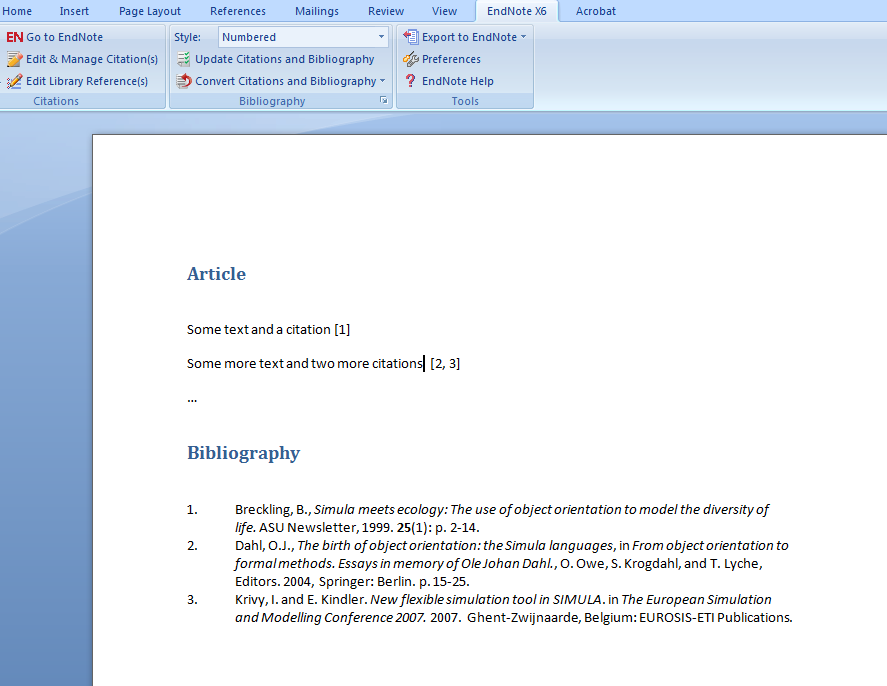 Home Insert Page Layout References Mailings Review View EndNote X6 Acrobat
EN Go to EndNote Style: Numbered Export to EndNote
Edit & Manage Citation(s) Update Citations and Bibliography Preferences
Edit Library Reference(s) Convert Citations and Bibliography ? EndNote Help
Citations Bibliography Tools
Article
Some text and a citation [1]
Some more text and two more citations [2, 3]
...
Bibliography
1. Breckling, B., Simula meets ecology: The use of object orientation to model the diversity of
life. ASU Newsletter, 1999. 25(1): p. 2-14.
2. Dahl, O.J., The birth of object orientation: the Simula languages, in From object orientation to
formal methods. Essays in memory of Ole Johan Dahl., O. Owe, S. Krogdahl, and T. Lyche,
Editors. 2004, Springer: Berlin. p. 15-25.
3. Krivy, I. and E. Kindler. New flexible simulation tool in SIMULA. in The European Simulation
and Modelling Conference 2007. 2007. Ghent-Zwijnaarde, Belgium: EUROSIS-ETI Publications.